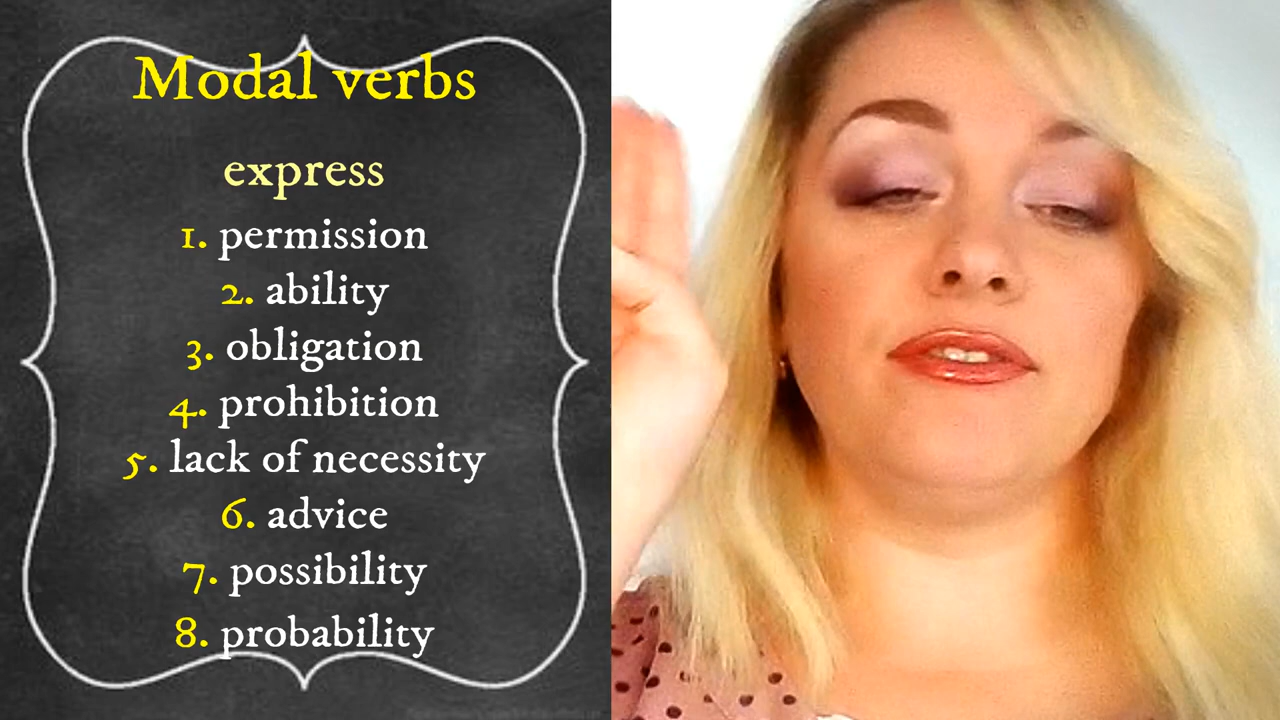 Modal verbs
express
1. permission
2. ability
3. obligation
4. prohibition
5. lack of necessity
6. advice
7. possibility
8. probability